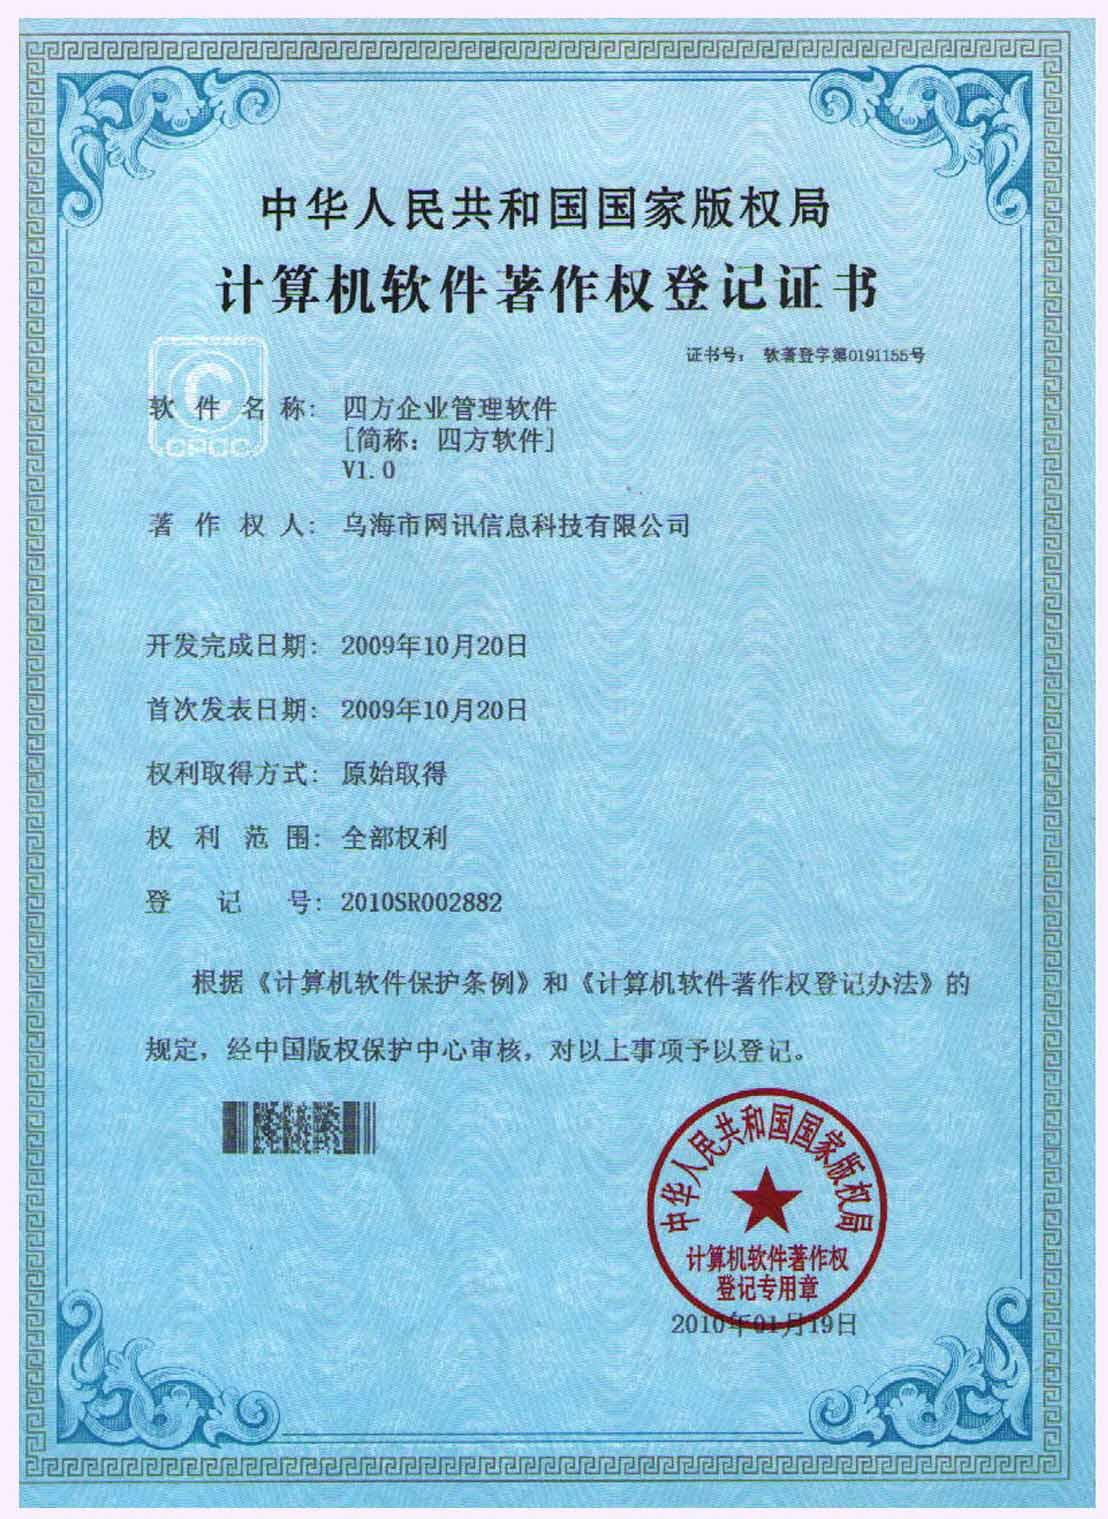 中华人民共和国国家版权局
计算机软件著作权登记证书
证书号： 软著登字第0191155号
CPCC
软件名称： 四方企业管理软件
[简称：四方软件]
V1.0
著作权人： 乌海市网讯信息科技有限公司
开发完成日期： 2009年10月20日
首次发表日期： 2009年10月20日
权利取得方式： 原始取得
权利范围： 全部权利
登记号： 2010SR002882
根据《计算机软件保护条例》和《计算机软件著作权登记办法》的
规定，经中国版权保护中心审核，对以上事项予以登记。
中华人民共和国国家版权局
计算机软件著作权
登记专用章
2010年01月19日